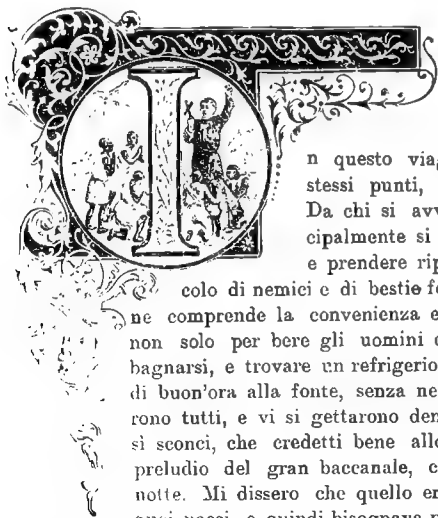 In questo viag
stessi punti,
Da chi si avv
cipalmente si
e prendere rip
colo di nemici e di bestie fe
ne comprende la convenienza e
non solo per bere gli uomini c
bagnarsi, e trovare un refrigerio
di buon'ora alla fonte, senza ne
rono tutti, e vi si gettarono den
sì sconci, che credetti bene allo
preludio del gran baccanale, c
notte. Mi dissero che quello er